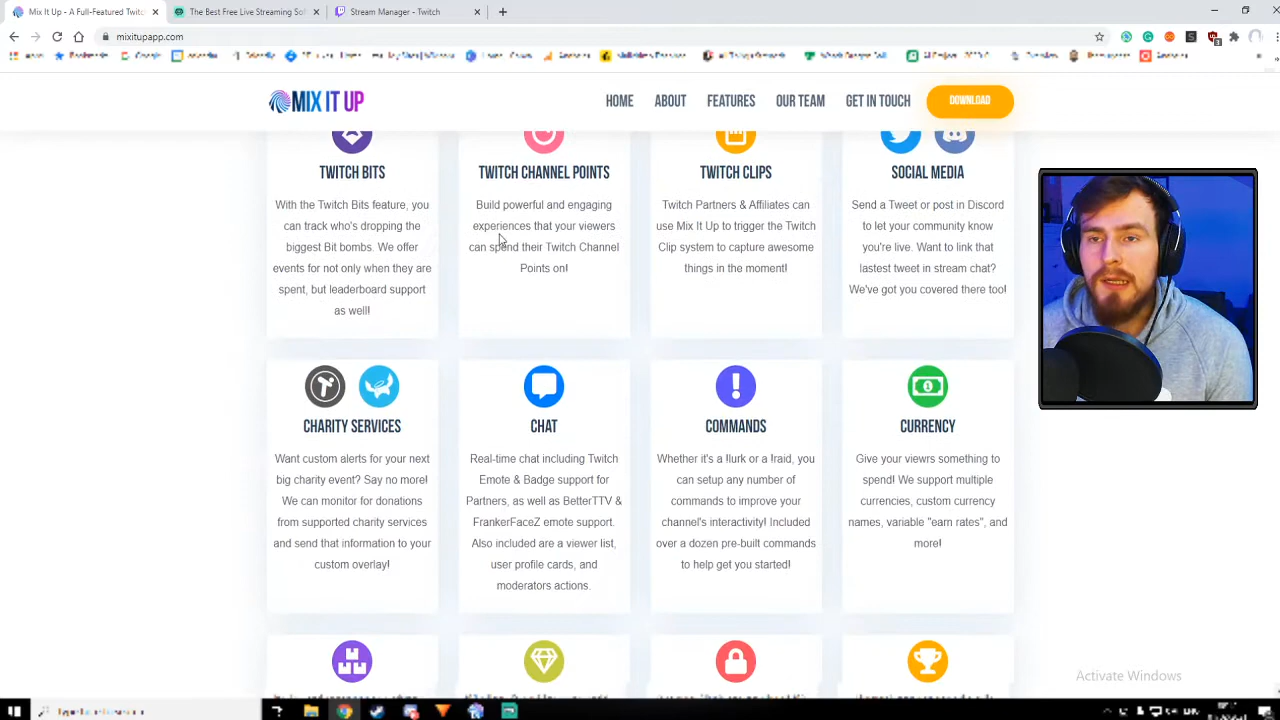 Mix It Up - A Full-Featured Twitch
The Best Free Live Streaming Sof
Stream Manager - Twitch
mixitupapp.com
MIX IT UP
HOME
ABOUT
FEATURES
OUR TEAM
GET IN TOUCH
DOWNLOAD
TWITCH BITS
With the Twitch Bits feature, you
can track who's dropping the
biggest Bit bombs. We offer
events for not only when they are
spent, but leaderboard support
as well!
TWITCH CHANNEL POINTS
Build powerful and engaging
experiences that your viewers
can spend their Twitch Channel
Points on!
TWITCH CLIPS
Twitch Partners & Affiliates can
use Mix It Up to trigger the Twitch
Clip system to capture awesome
things in the moment!
SOCIAL MEDIA
Send a Tweet or post in Discord
to let your community know
you're live. Want to link that
lastest tweet in stream chat?
We've got you covered there too!
CHARITY SERVICES
Want custom alerts for your next
big charity event? Say no more!
We can monitor for donations
from supported charity services
and send that information to your
custom overlay!
CHAT
Real-time chat including Twitch
Emote & Badge support for
Partners, as well as BetterTTV &
FrankerFaceZ emote support.
Also included are a viewer list,
user profile cards, and
moderators actions.
COMMANDS
Whether it's a !lurk or a !raid, you
can setup any number of
commands to improve your
channel's interactivity! Included
over a dozen pre-built commands
to help get you started!
CURRENCY
Give your viewrs something to
spend! We support multiple
currencies, custom currency
names, variable "earn rates", and
more!
Activate Windows